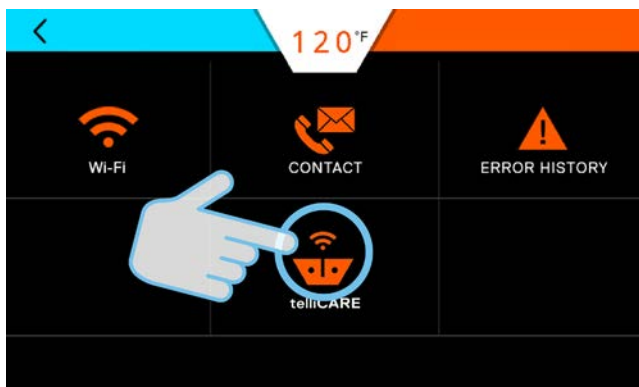 120°F
Wi-Fi
CONTACT
ERROR HISTORY
telliCARE